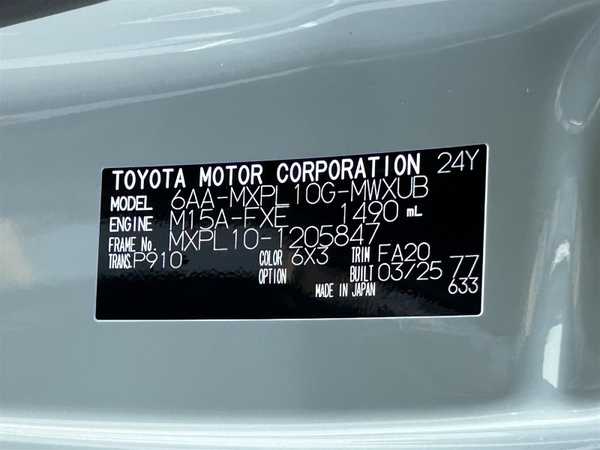 TOYOTA MOTOR CORPORATION 24Y
MODEL 6AA-MXPL10G-MWXUB
ENGINE M15A-FXE 1490 mL
FRAME No. MXPL10-1205847
TRANS. P910 COLOR 6X3 TRIM FA20
OPTION BUILT 03/25 77
MADE IN JAPAN 633